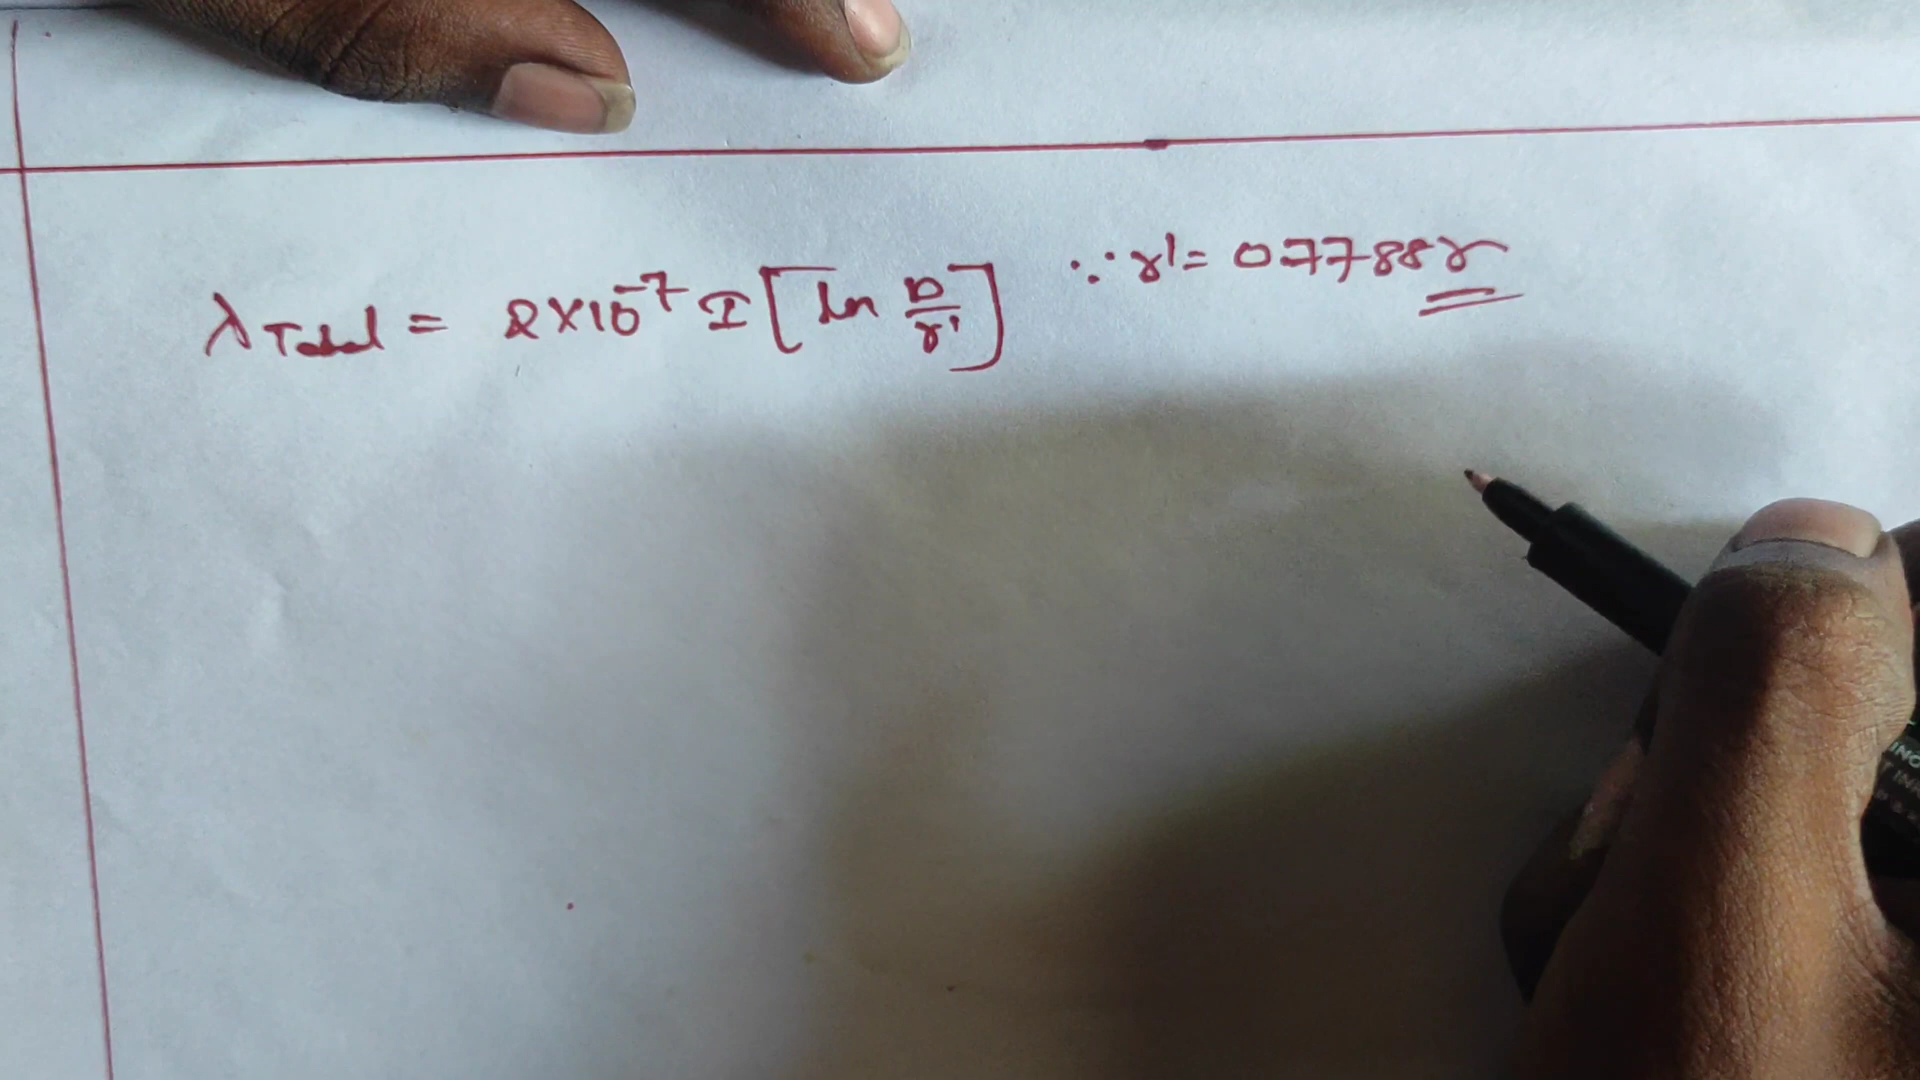 λTotal = 2×10⁻⁷ I [ln D/r'] ∵ r' = 0.7788r